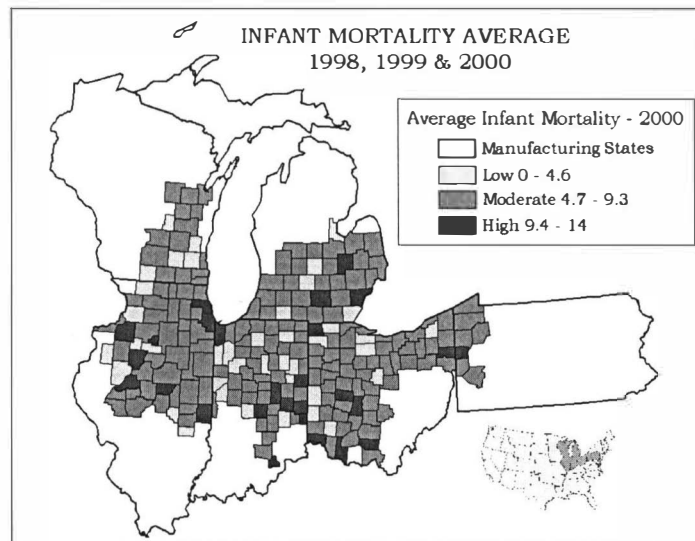 INFANT MORTALITY AVERAGE
1998, 1999 & 2000
Average Infant Mortality - 2000
Manufacturing States
Low 0 - 4.6
Moderate 4.7 - 9.3
High 9.4 - 14